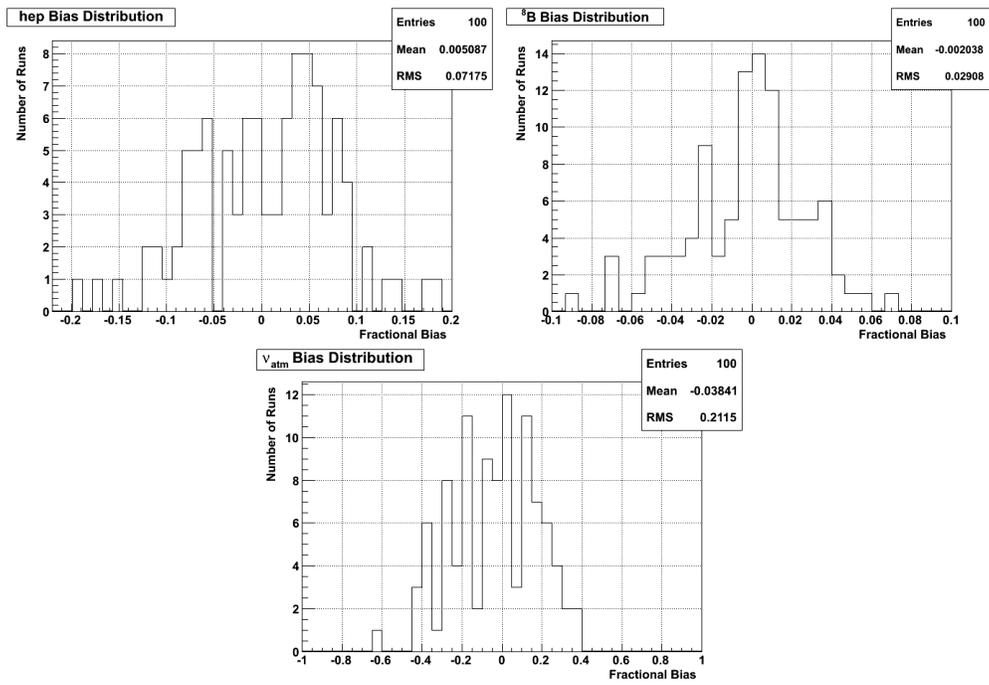 hep Bias Distribution
Entries 100
Mean 0.005087
RMS 0.07175
Number of Runs
8
7
6
5
4
3
2
1
0
-0.2 -0.15 -0.1 -0.05 0 0.05 0.1 0.15 0.2
Fractional Bias
⁸B Bias Distribution
Entries 100
Mean -0.002038
RMS 0.02908
Number of Runs
14
12
10
8
6
4
2
0
-0.1 -0.08 -0.06 -0.04 -0.02 0 0.02 0.04 0.06 0.08 0.1
Fractional Bias
νatm Bias Distribution
Entries 100
Mean -0.03841
RMS 0.2115
Number of Runs
12
10
8
6
4
2
0
-1 -0.8 -0.6 -0.4 -0.2 0 0.2 0.4 0.6 0.8 1
Fractional Bias